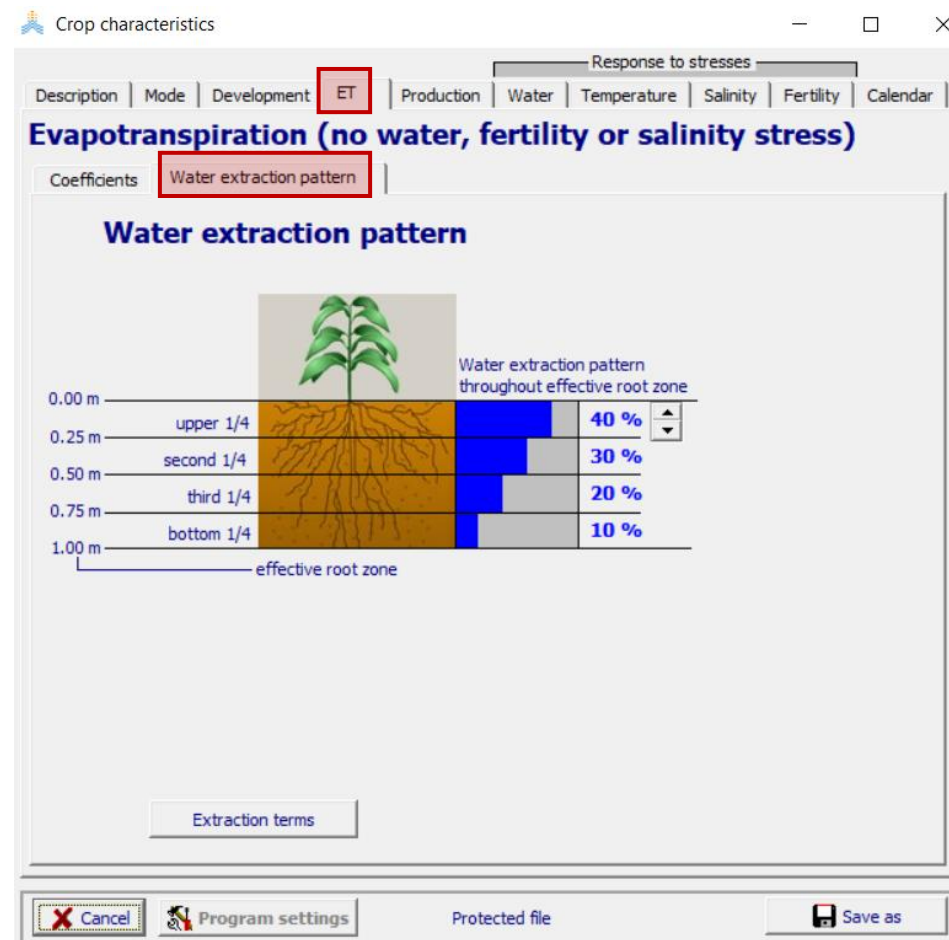 Crop characteristics
Response to stresses
Description Mode Development ET Production Water Temperature Salinity Fertility Calendar
Evapotranspiration (no water, fertility or salinity stress)
Coefficients Water extraction pattern
Water extraction pattern
Water extraction pattern
throughout effective root zone
0.00 m
upper 1/4 40 %
0.25 m
second 1/4 30 %
0.50 m
third 1/4 20 %
0.75 m
bottom 1/4 10 %
1.00 m
effective root zone
Extraction terms
Cancel Program settings Protected file Save as